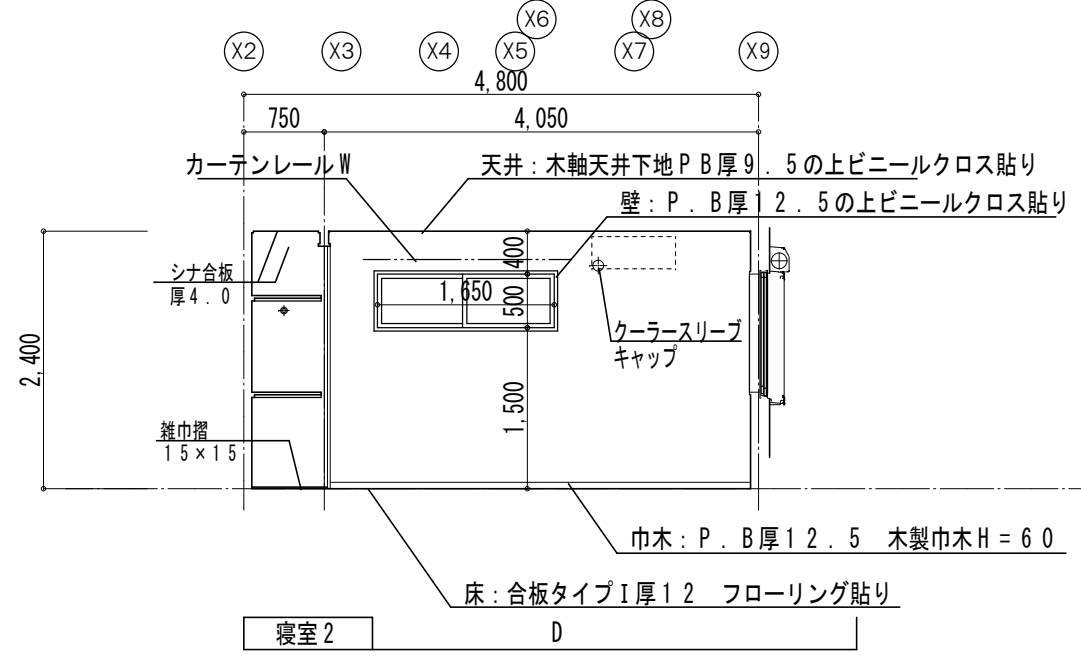 X6
X8
X2
X3
X4
X5
X7
X9
4,800
750
4,050
カーテンレールW
天井：木軸天井下地PB厚9．5の上ビニールクロス貼り
壁：P．B厚12．5の上ビニールクロス貼り
400
シナ合板
厚4．0
1,650
500
クーラースリーブ
キャップ
2,400
1,500
雑巾摺
15×15
巾木：P．B厚12．5　木製巾木H=60
床：合板タイプI厚12　フローリング貼り
寝室2
D